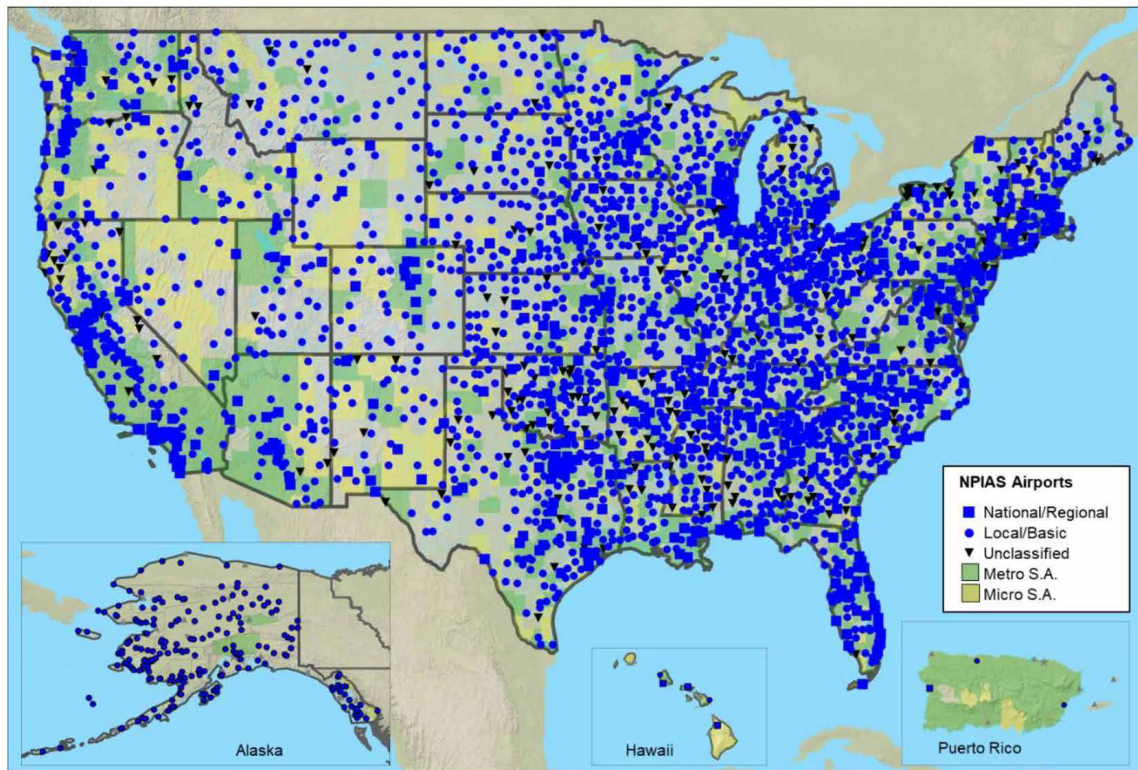 NPIAS Airports
National/Regional
Local/Basic
Unclassified
Metro S.A.
Micro S.A.
Alaska
Hawaii
Puerto Rico